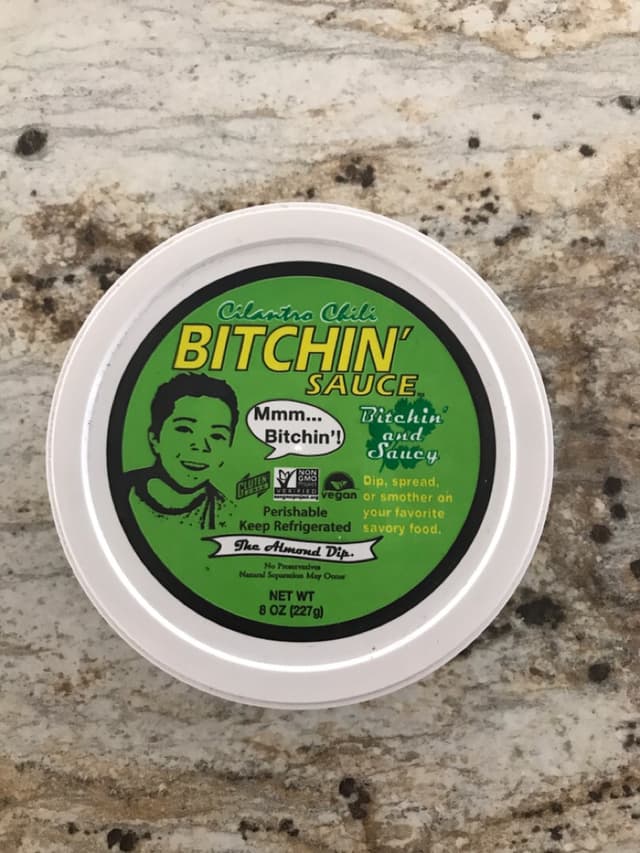 Cilantro Chili
BITCHIN'
SAUCE
Mmm...
Bitchin'!
Bitchin'
and
Saucy
GLUTEN
NON
GMO
VERIFIED
vegan
Dip, spread,
or smother on
your favorite
savory food.
Perishable
Keep Refrigerated
The Almond Dip.
No Preservatives
Natural Separation May Occur
NET WT
8 OZ (227g)